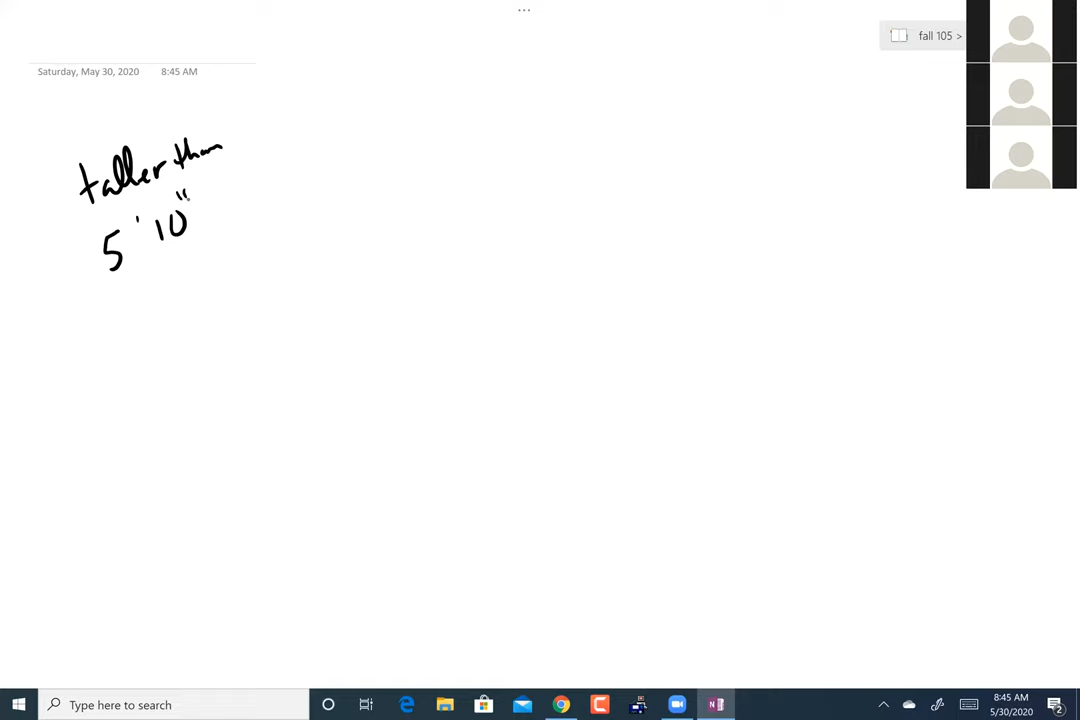 fall 105 >
Saturday, May 30, 2020 8:45 AM
taller than
5' 10"
Type here to search
8:45 AM
5/30/2020
2